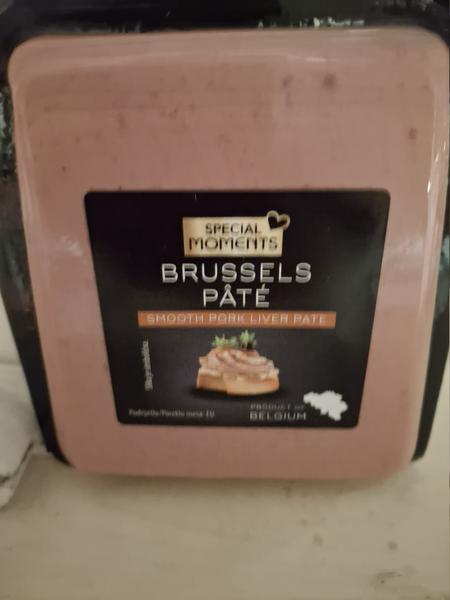 SPECIAL
MOMENTS
BRUSSELS
PÂTÉ
SMOOTH PORK LIVER PATE
PRODUCT OF
BELGIUM